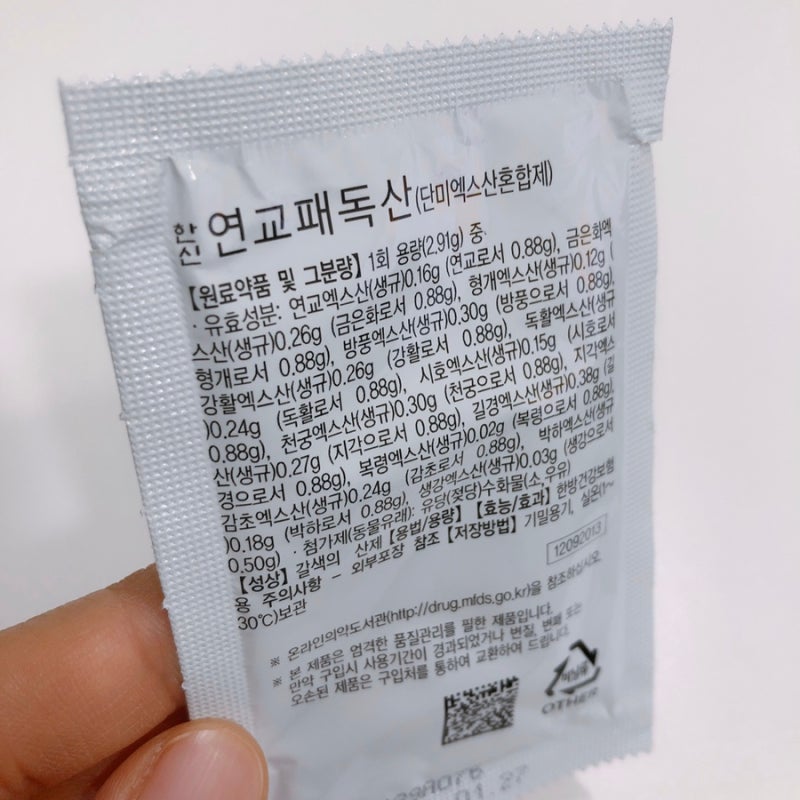 한신 연교패독산(단미엑스산혼합제)
【원료약품 및 그분량】 1회 용량(2.91g) 중
· 유효성분: 연교엑스산(생규)0.16g (연교로서 0.88g), 금은화엑
스산(생규)0.26g (금은화로서 0.88g), 형개엑스산(생규)0.12g (
형개로서 0.88g), 방풍엑스산(생규)0.30g (방풍으로서 0.88g),
강활엑스산(생규)0.26g (강활로서 0.88g), 독활엑스산(생규
)0.24g (독활로서 0.88g), 시호엑스산(생규)0.15g (시호로서
0.88g), 천궁엑스산(생규)0.30g (천궁으로서 0.88g), 지각엑스
산(생규)0.27g (지각으로서 0.88g), 길경엑스산(생규)0.38g (길
경으로서 0.88g), 복령엑스산(생규)0.02g (복령으로서 0.88g),
감초엑스산(생규)0.24g (감초로서 0.88g), 박하엑스산(생규
)0.18g (박하로서 0.88g), 생강엑스산(생규)0.03g (생강으로서
0.50g) · 첨가제(동물유래): 유당(젖당)수화물(소,우유)
【성상】 갈색의 산제【용법/용량】【효능/효과】한방건강보험
용 주의사항 - 외부포장 참조【저장방법】기밀용기, 실온(1~
30℃)보관
12092013
※ 온라인의약도서관(http://drug.mfds.go.kr)을 참조하십시오.
※ 본 제품은 엄격한 품질관리를 필한 제품입니다.
만약 구입시 사용기간이 경과되었거나 변질, 변패 또는
오손된 제품은 구입처를 통하여 교환하여 드립니다.
비닐류
OTHER